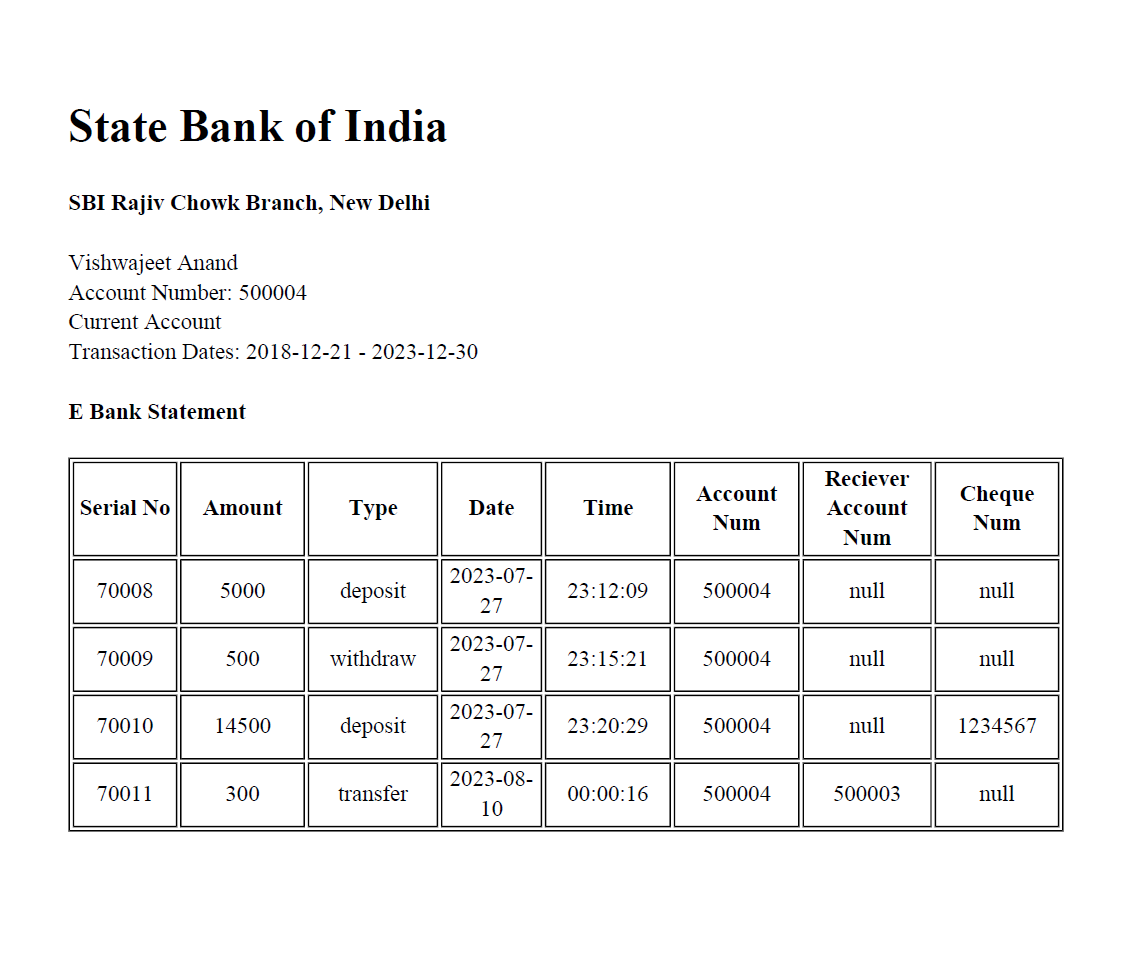 State Bank of India
SBI Rajiv Chowk Branch, New Delhi
Vishwajeet Anand
Account Number: 500004
Current Account
Transaction Dates: 2018-12-21 - 2023-12-30
E Bank Statement
Serial No Amount Type Date Time Account Num Reciever Account Num Cheque Num
70008 5000 deposit 2023-07-27 23:12:09 500004 null null
70009 500 withdraw 2023-07-27 23:15:21 500004 null null
70010 14500 deposit 2023-07-27 23:20:29 500004 null 1234567
70011 300 transfer 2023-08-10 00:00:16 500004 500003 null